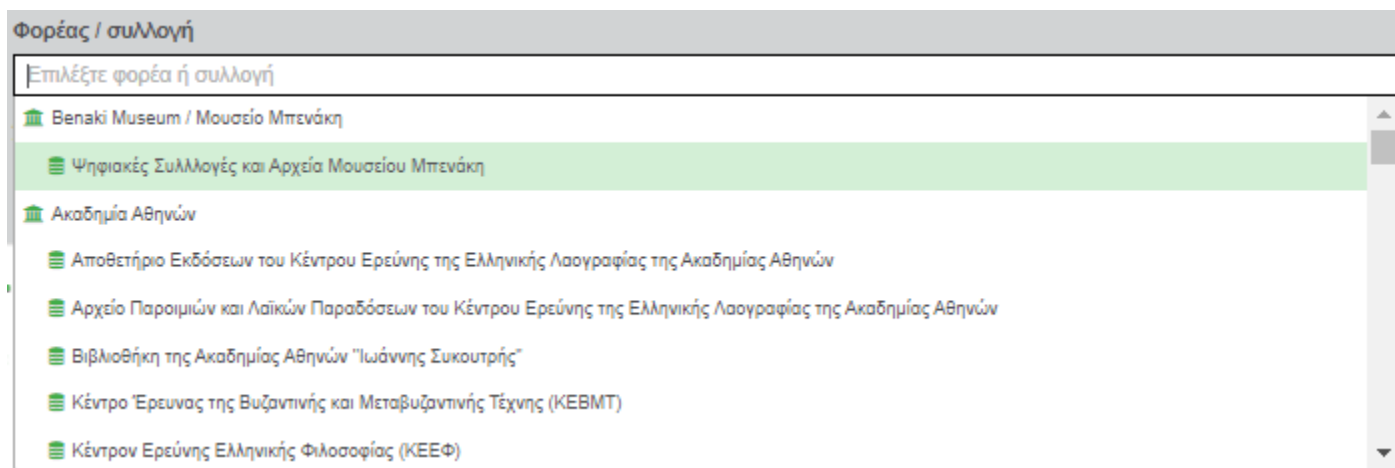 Φορέας / συλλογή
Επιλέξτε φορέα ή συλλογή
Benaki Museum / Μουσείο Μπενάκη
Ψηφιακές Συλλλογές και Αρχεία Μουσείου Μπενάκη
Ακαδημία Αθηνών
Αποθετήριο Εκδόσεων του Κέντρου Ερεύνης της Ελληνικής Λαογραφίας της Ακαδημίας Αθηνών
Αρχείο Παροιμιών και Λαϊκών Παραδόσεων του Κέντρου Ερεύνης της Ελληνικής Λαογραφίας της Ακαδημίας Αθηνών
Βιβλιοθήκη της Ακαδημίας Αθηνών "Ιωάννης Συκουτρής"
Κέντρο Έρευνας της Βυζαντινής και Μεταβυζαντινής Τέχνης (ΚΕΒΜΤ)
Κέντρον Ερεύνης Ελληνικής Φιλοσοφίας (ΚΕΕΦ)